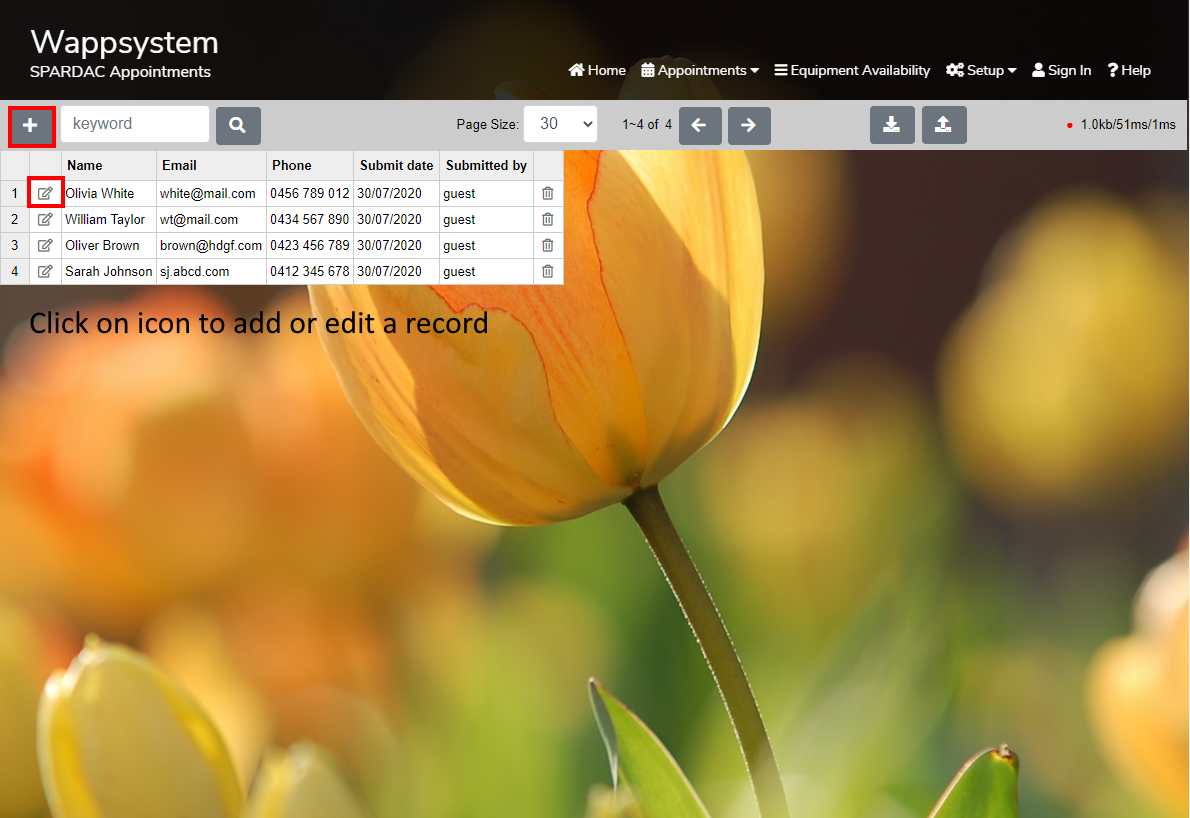 Wappsystem
SPARDAC Appointments
Home Appointments Equipment Availability Setup Sign In Help
keyword Page Size: 30 1~4 of 4 1.0kb/51ms/1ms
Name Email Phone Submit date Submitted by
1 Olivia White white@mail.com 0456 789 012 30/07/2020 guest
2 William Taylor wt@mail.com 0434 567 890 30/07/2020 guest
3 Oliver Brown brown@hdgf.com 0423 456 789 30/07/2020 guest
4 Sarah Johnson sj.abcd.com 0412 345 678 30/07/2020 guest
Click on icon to add or edit a record